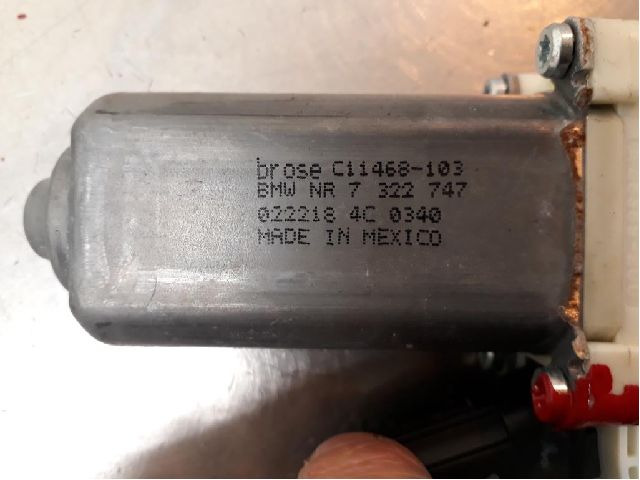 brose C11468-103
BMW NR 7 322 747
022218 4C 0340
MADE IN MEXICO